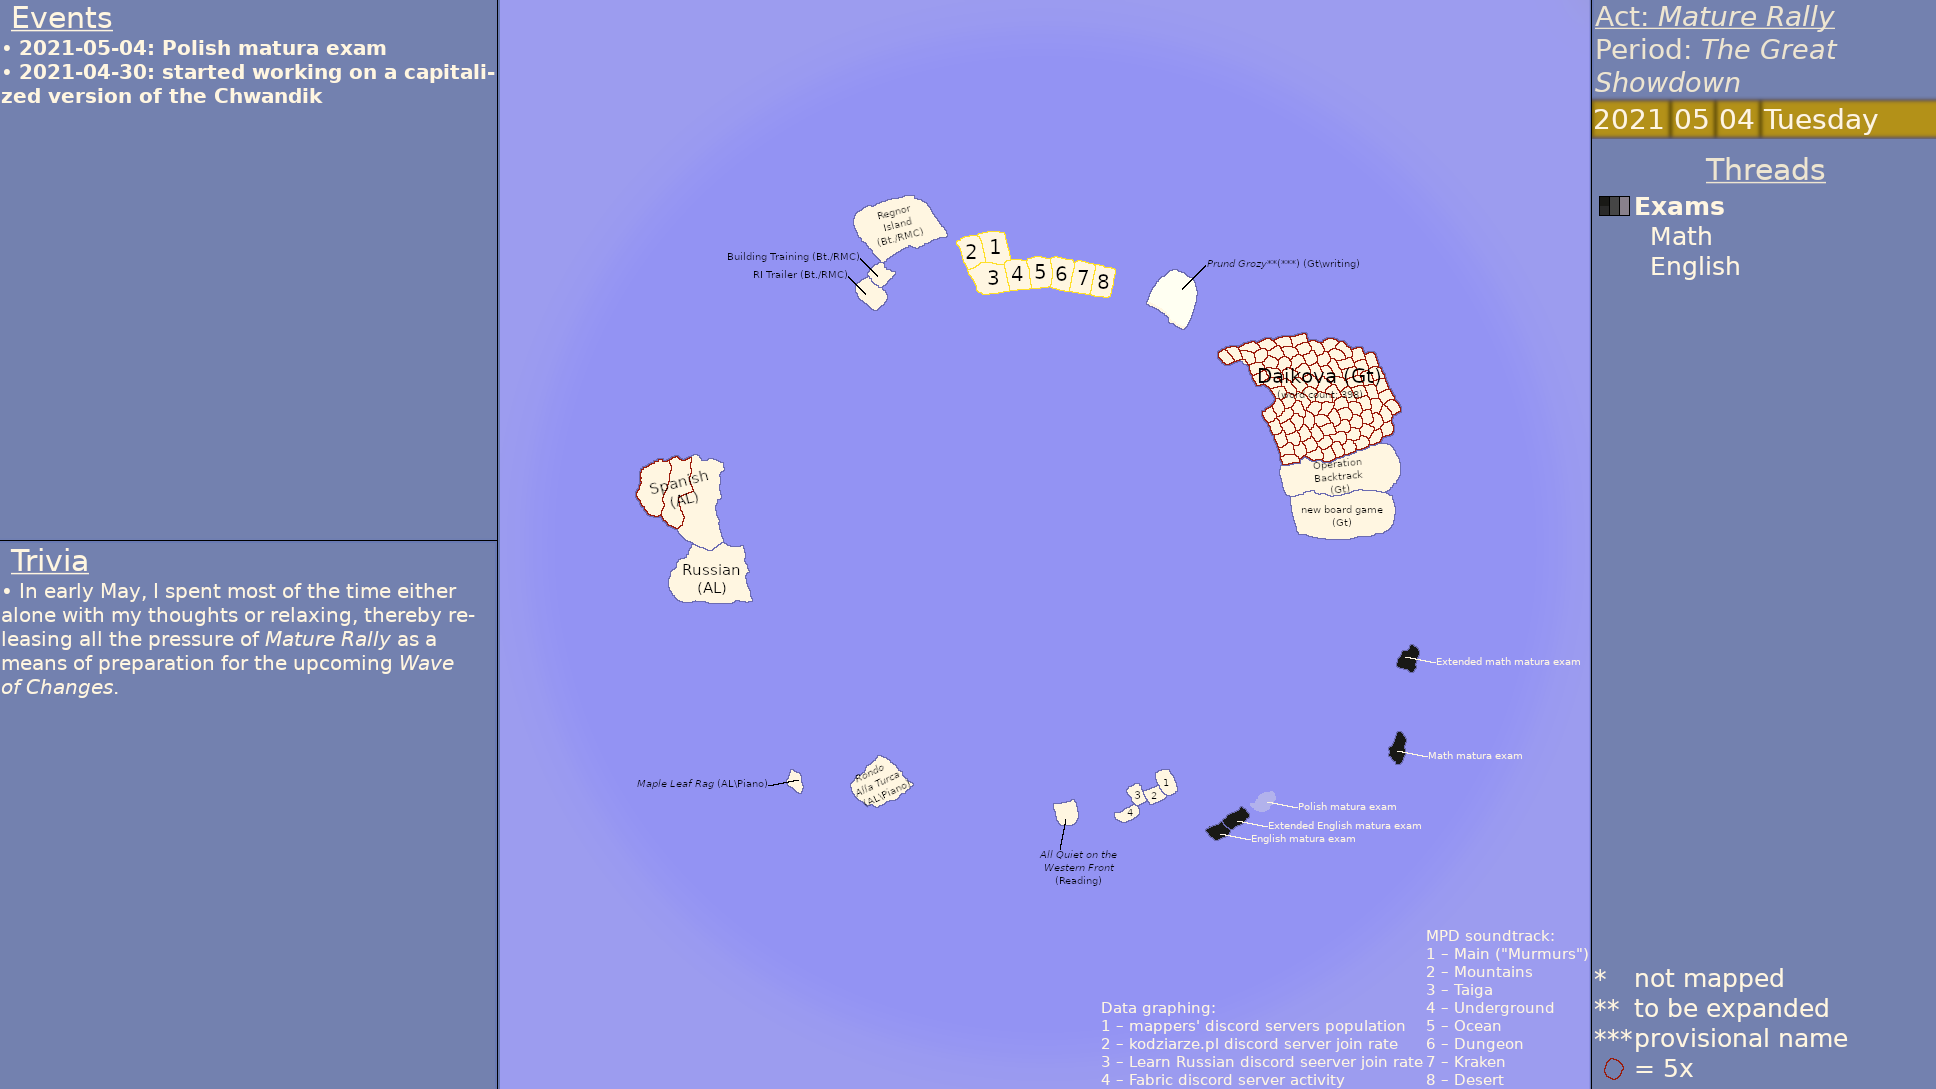 Events
• 2021-05-04: Polish matura exam
• 2021-04-30: started working on a capitali-
zed version of the Chwandik
Trivia
• In early May, I spent most of the time either
alone with my thoughts or relaxing, thereby re-
leasing all the pressure of Mature Rally as a
means of preparation for the upcoming Wave
of Changes.
Regnor
Island
(Bt./RMC)
Building Training (Bt./RMC)
RI Trailer (Bt./RMC)
2 1
3 4 5 6 7 8
Prund Grozy**(***) (Gt\writing)
Daikova (Gt)
(word count: 398)
Operation
Backtrack
(Gt)
new board game
(Gt)
Spanish
(AL)
Russian
(AL)
Extended math matura exam
Math matura exam
Polish matura exam
Extended English matura exam
English matura exam
Maple Leaf Rag (AL\Piano)
Rondo
Alla Turca
(AL\Piano)
1
3 2
4
All Quiet on the
Western Front
(Reading)
Data graphing:
1 – mappers' discord servers population
2 – kodziarze.pl discord server join rate
3 – Learn Russian discord seerver join rate
4 – Fabric discord server activity
MPD soundtrack:
1 – Main ("Murmurs")
2 – Mountains
3 – Taiga
4 – Underground
5 – Ocean
6 – Dungeon
7 – Kraken
8 – Desert
Act: Mature Rally
Period: The Great
Showdown
2021 05 04 Tuesday
Threads
Exams
Math
English
* not mapped
** to be expanded
*** provisional name
= 5x